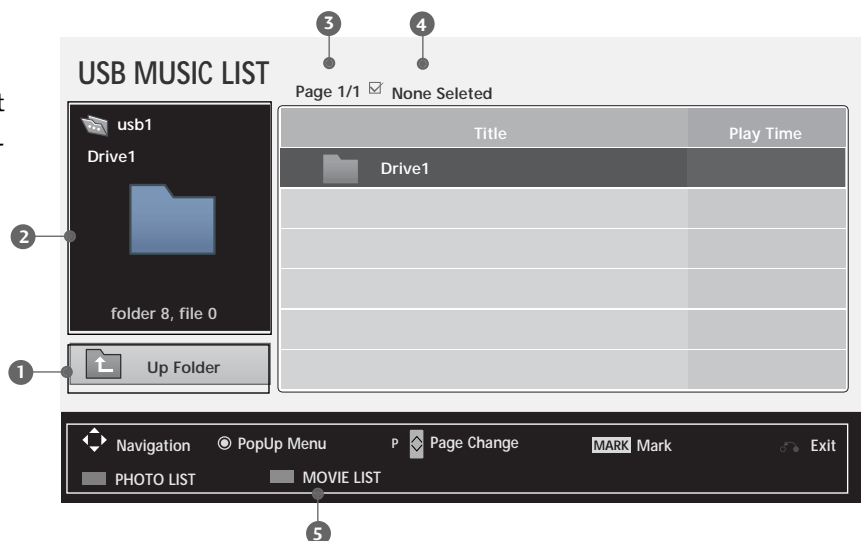 3 4
USB MUSIC LIST
Page 1/1 None Seleted
t
-
usb1
Drive1
Title Play Time
Drive1
2
folder 8, file 0
1
Up Folder
Navigation PopUp Menu P Page Change MARK Mark Exit
PHOTO LIST MOVIE LIST
5